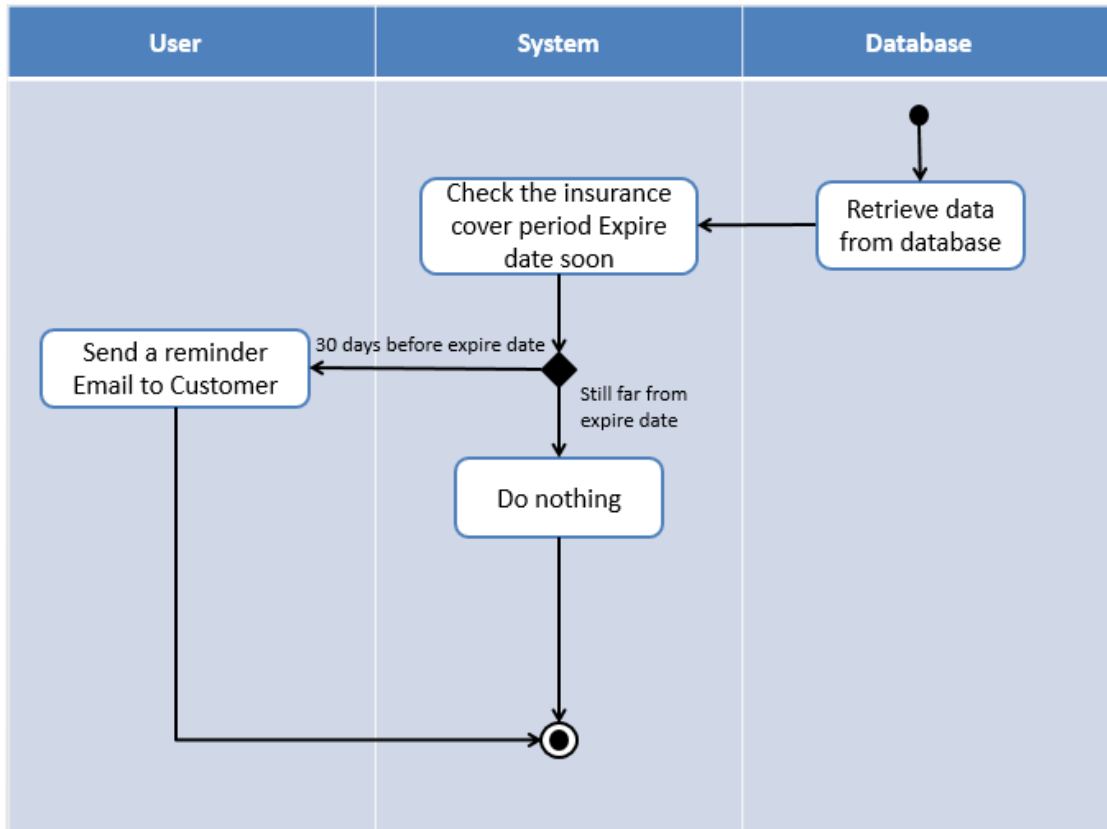 User
System
Database
Check the insurance
cover period Expire
date soon
Retrieve data
from database
30 days before expire date
Send a reminder
Email to Customer
Still far from
expire date
Do nothing